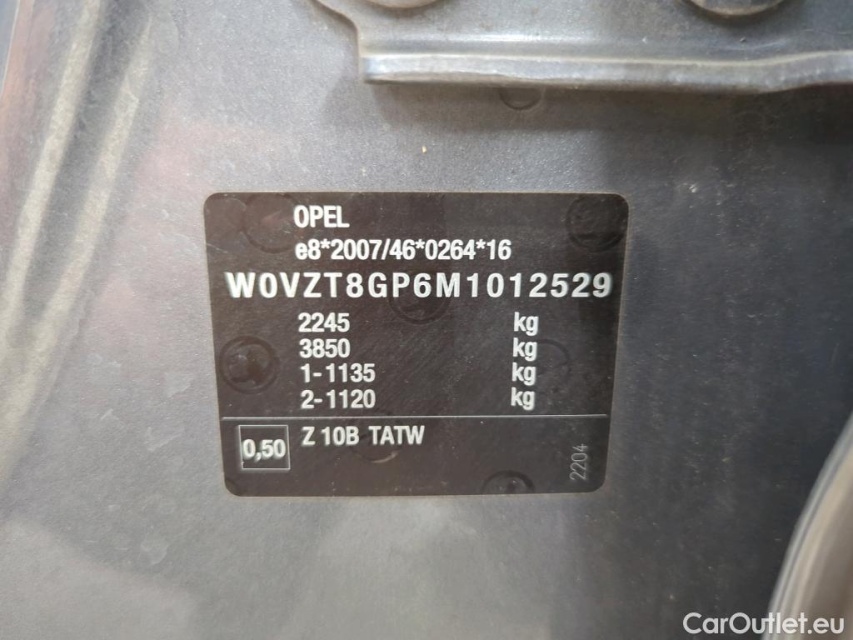 OPEL
e8*2007/46*0264*16
W0VZT8GP6M1012529
2245 kg
3850 kg
1-1135 kg
2-1120 kg
0,50 Z 10B TATW
2204
CarOutlet.eu